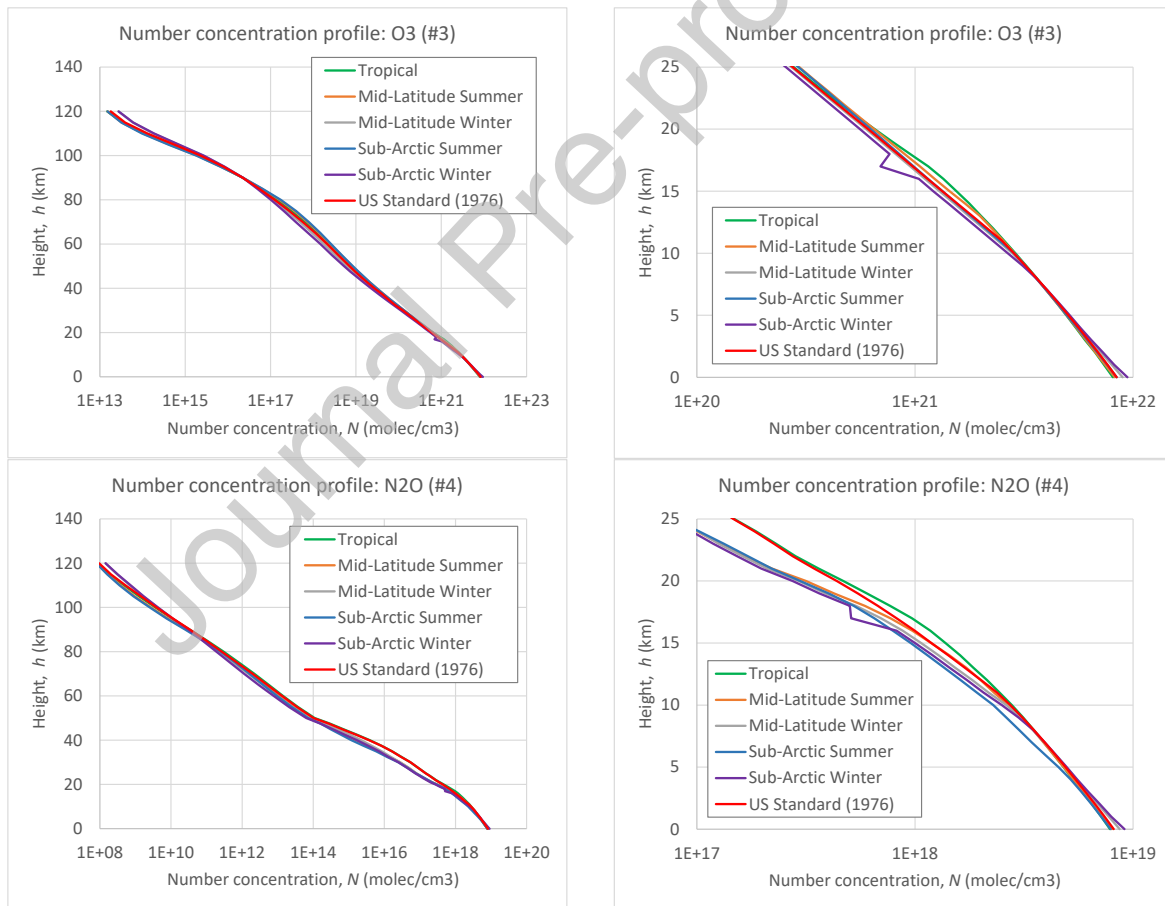 Number concentration profile: O3 (#3)
140
120
100
80
60
40
20
0
Height, h (km)
Tropical
Mid-Latitude Summer
Mid-Latitude Winter
Sub-Arctic Summer
Sub-Arctic Winter
US Standard (1976)
1E+13 1E+15 1E+17 1E+19 1E+21 1E+23
Number concentration, N (molec/cm3)
Number concentration profile: O3 (#3)
25
20
15
10
5
0
Height, h (km)
Tropical
Mid-Latitude Summer
Mid-Latitude Winter
Sub-Arctic Summer
Sub-Arctic Winter
US Standard (1976)
1E+20 1E+21 1E+22
Number concentration, N (molec/cm3)
Number concentration profile: N2O (#4)
140
120
100
80
60
40
20
0
Height, h (km)
Tropical
Mid-Latitude Summer
Mid-Latitude Winter
Sub-Arctic Summer
Sub-Arctic Winter
US Standard (1976)
1E+08 1E+10 1E+12 1E+14 1E+16 1E+18 1E+20
Number concentration, N (molec/cm3)
Number concentration profile: N2O (#4)
25
20
15
10
5
0
Height, h (km)
Tropical
Mid-Latitude Summer
Mid-Latitude Winter
Sub-Arctic Summer
Sub-Arctic Winter
US Standard (1976)
1E+17 1E+18 1E+19
Number concentration, N (molec/cm3)
Journal Pre-pro